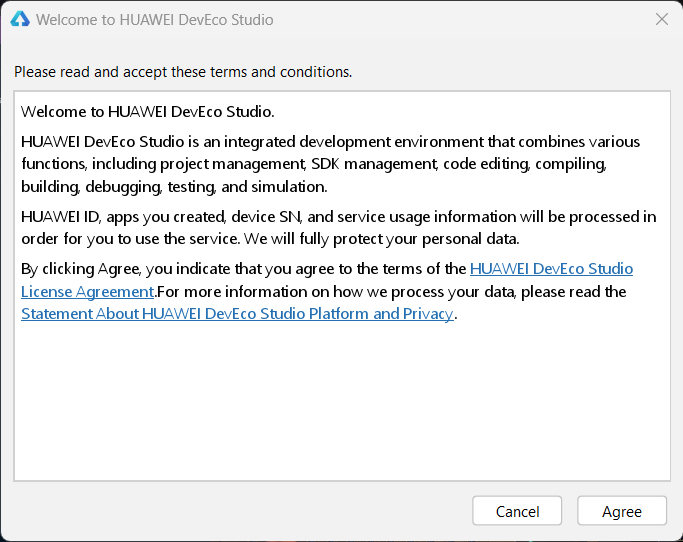 Welcome to HUAWEI DevEco Studio
Please read and accept these terms and conditions.
Welcome to HUAWEI DevEco Studio.
HUAWEI DevEco Studio is an integrated development environment that combines various
functions, including project management, SDK management, code editing, compiling,
building, debugging, testing, and simulation.
HUAWEI ID, apps you created, device SN, and service usage information will be processed in
order for you to use the service. We will fully protect your personal data.
By clicking Agree, you indicate that you agree to the terms of the HUAWEI DevEco Studio
License Agreement.For more information on how we process your data, please read the
Statement About HUAWEI DevEco Studio Platform and Privacy.
Cancel
Agree